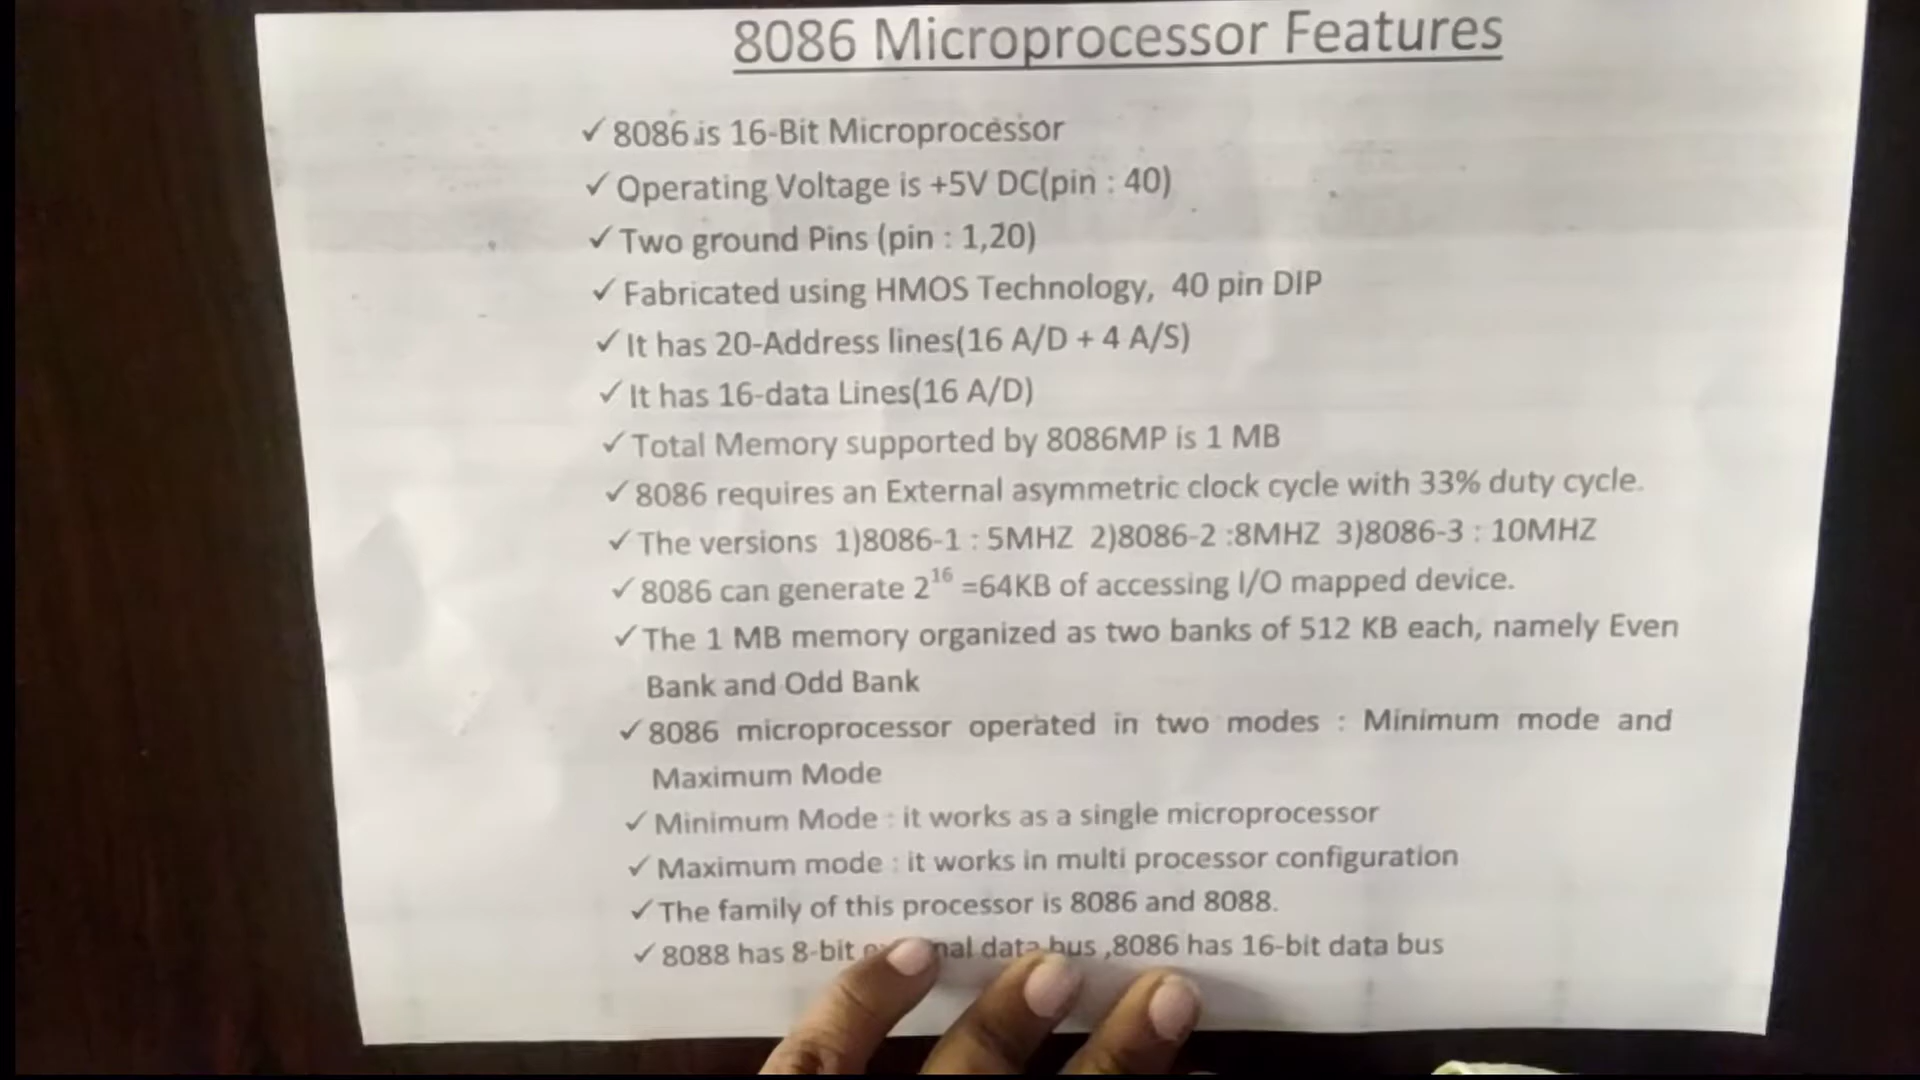 8086 Microprocessor Features
✓ 8086 is 16-Bit Microprocessor
✓ Operating Voltage is +5V DC(pin : 40)
✓ Two ground Pins (pin : 1,20)
✓ Fabricated using HMOS Technology, 40 pin DIP
✓ It has 20-Address lines(16 A/D + 4 A/S)
✓ It has 16-data Lines(16 A/D)
✓ Total Memory supported by 8086MP is 1 MB
✓ 8086 requires an External asymmetric clock cycle with 33% duty cycle.
✓ The versions 1)8086-1 : 5MHZ 2)8086-2 :8MHZ 3)8086-3 : 10MHZ
✓ 8086 can generate 2¹⁶ =64KB of accessing I/O mapped device.
✓ The 1 MB memory organized as two banks of 512 KB each, namely Even
Bank and Odd Bank
✓ 8086 microprocessor operated in two modes : Minimum mode and
Maximum Mode
✓ Minimum Mode : it works as a single microprocessor
✓ Maximum mode : it works in multi processor configuration
✓ The family of this processor is 8086 and 8088.
✓ 8088 has 8-bit data bus ,8086 has 16-bit data bus